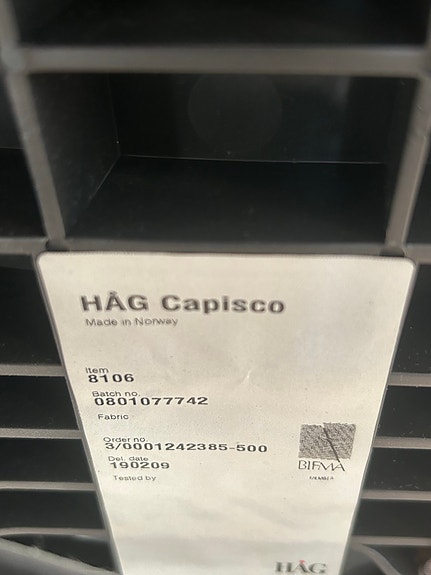 HÅG Capisco
Made in Norway
Item
8106
Batch no.
0801077742
Fabric
Order no.
3/0001242385-500
Del. date
190209
Tested by
BIFMA
HÅG